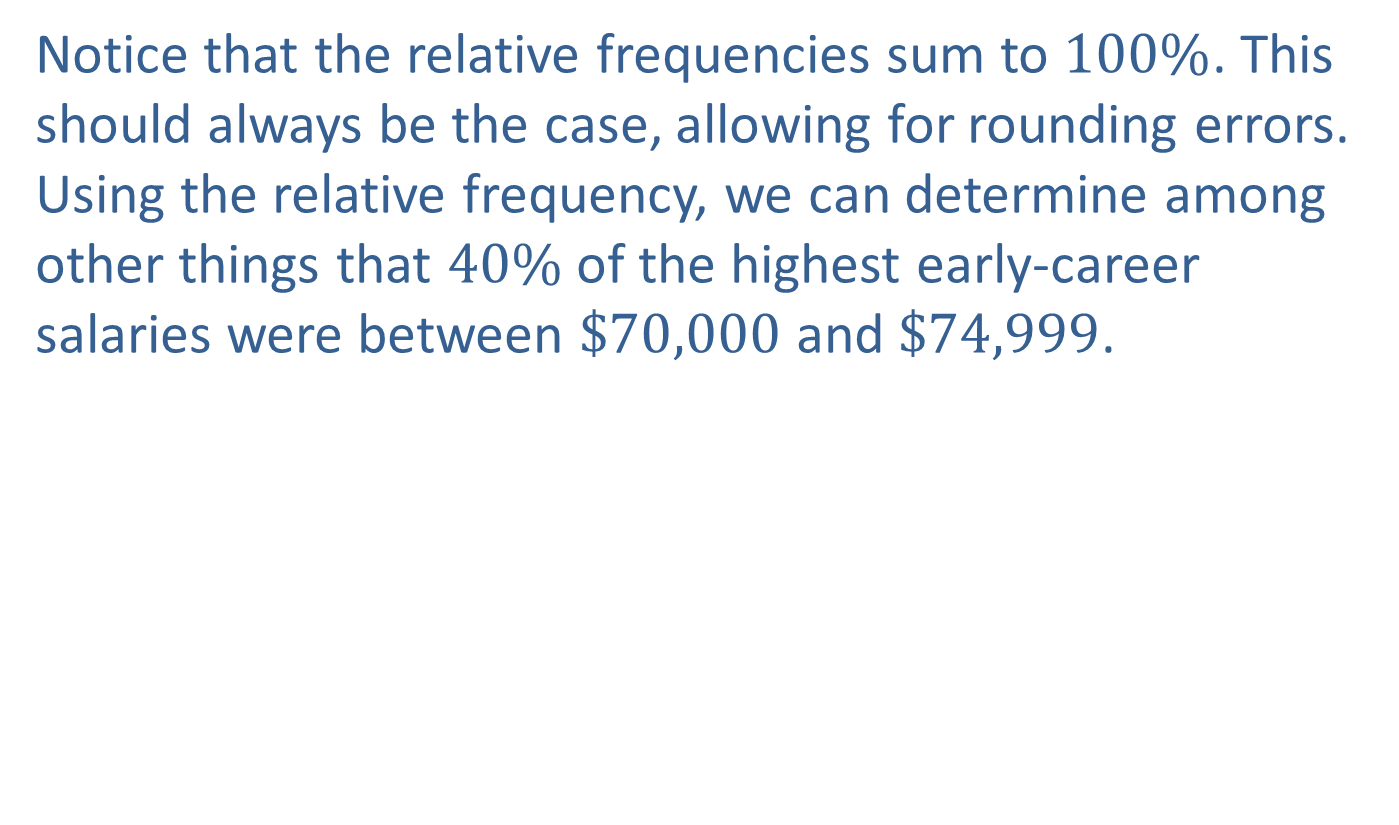 Notice that the relative frequencies sum to 100%. This
should always be the case, allowing for rounding errors.
Using the relative frequency, we can determine among
other things that 40% of the highest early-career
salaries were between $70,000 and $74,999.